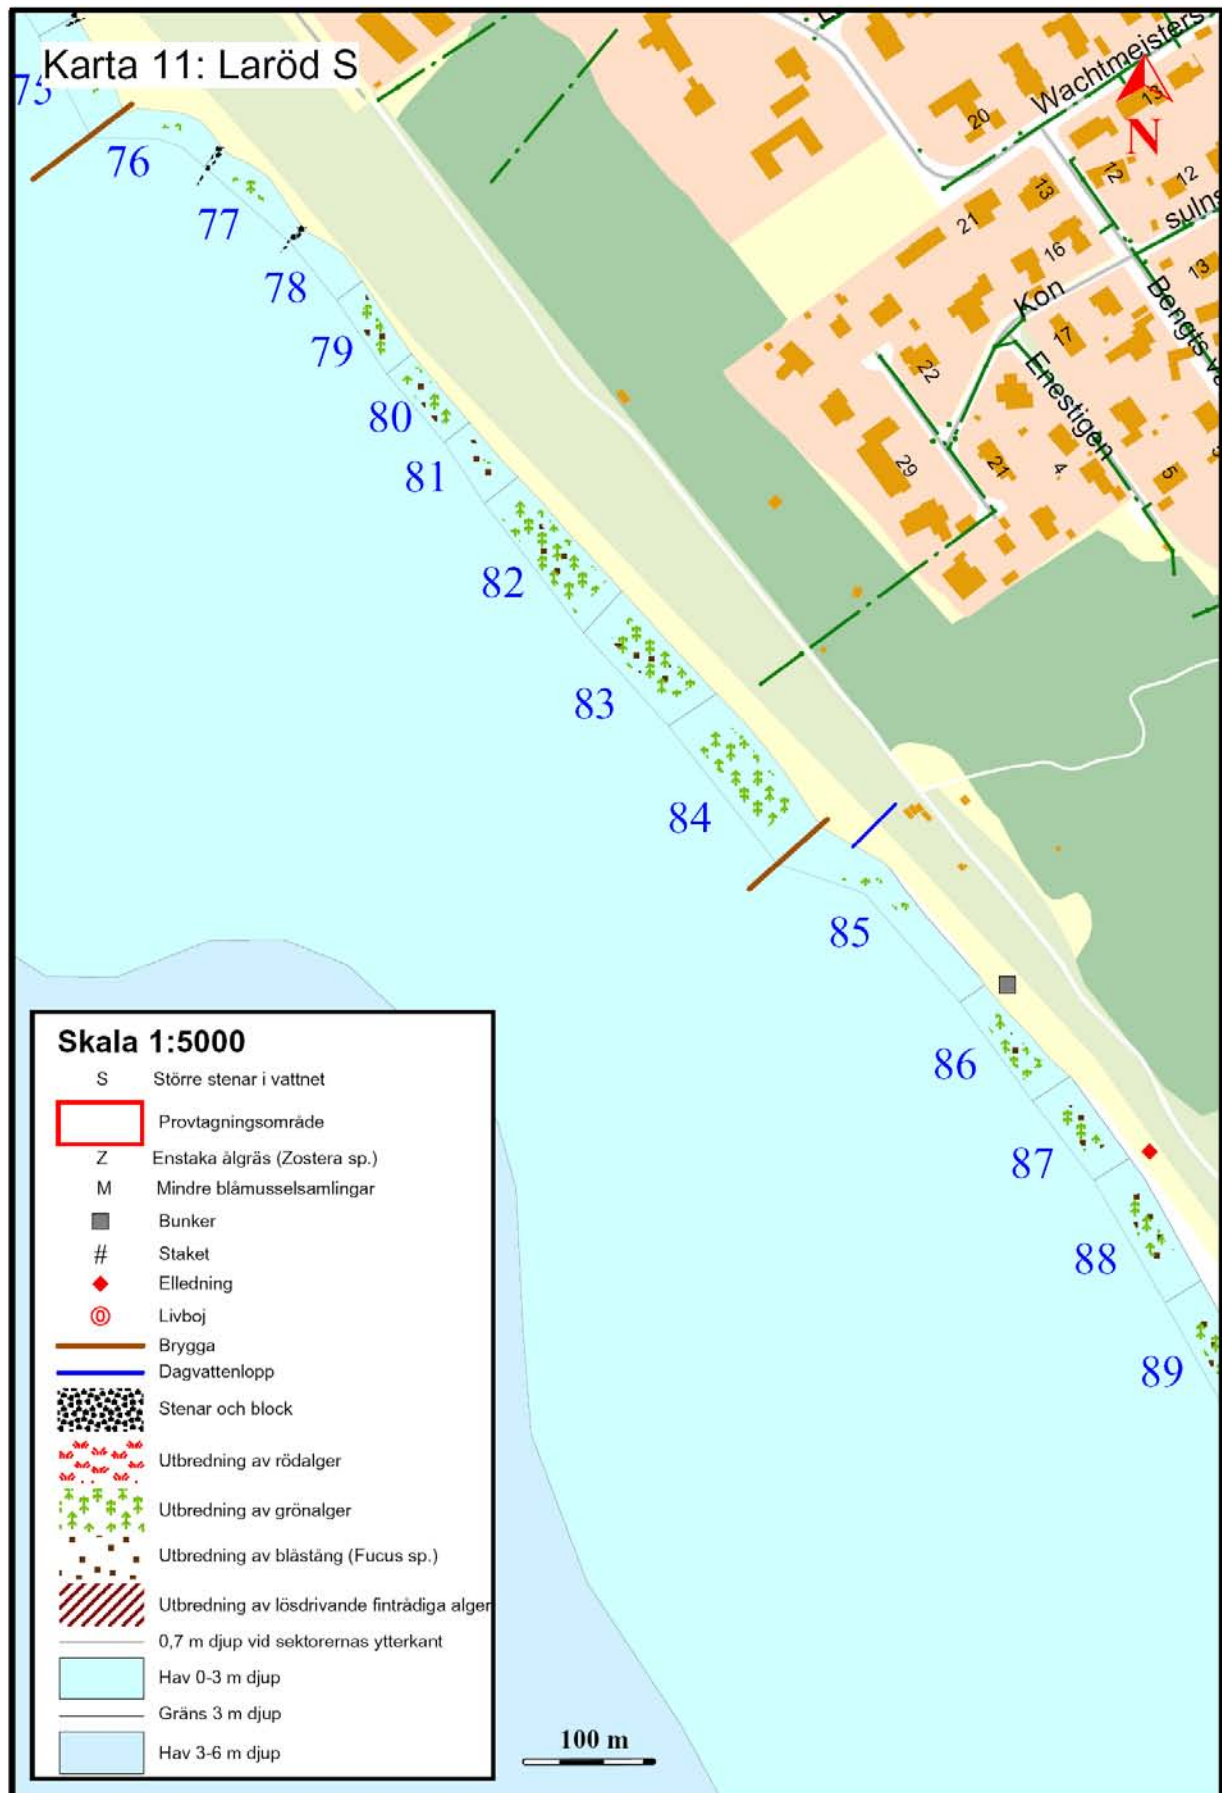 Karta 11: Laröd S
75
76
77
78
79
80
81
82
83
84
85
86
87
88
89
Wachtmeisters
N
13
20
12
12
13
21
16
sulns
13
Kon
Bengts vä
17
22
Enestigen
29
21
4
5
Skala 1:5000
S Större stenar i vattnet
Provtagningsområde
Z Enstaka ålgräs (Zostera sp.)
M Mindre blåmusselsamlingar
Bunker
# Staket
Elledning
Livboj
Brygga
Dagvattenlopp
Stenar och block
Utbredning av rödalger
Utbredning av grönalger
Utbredning av blåstång (Fucus sp.)
Utbredning av lösdrivande fintrådiga alger
0,7 m djup vid sektorernas ytterkant
Hav 0-3 m djup
Gräns 3 m djup
Hav 3-6 m djup
100 m